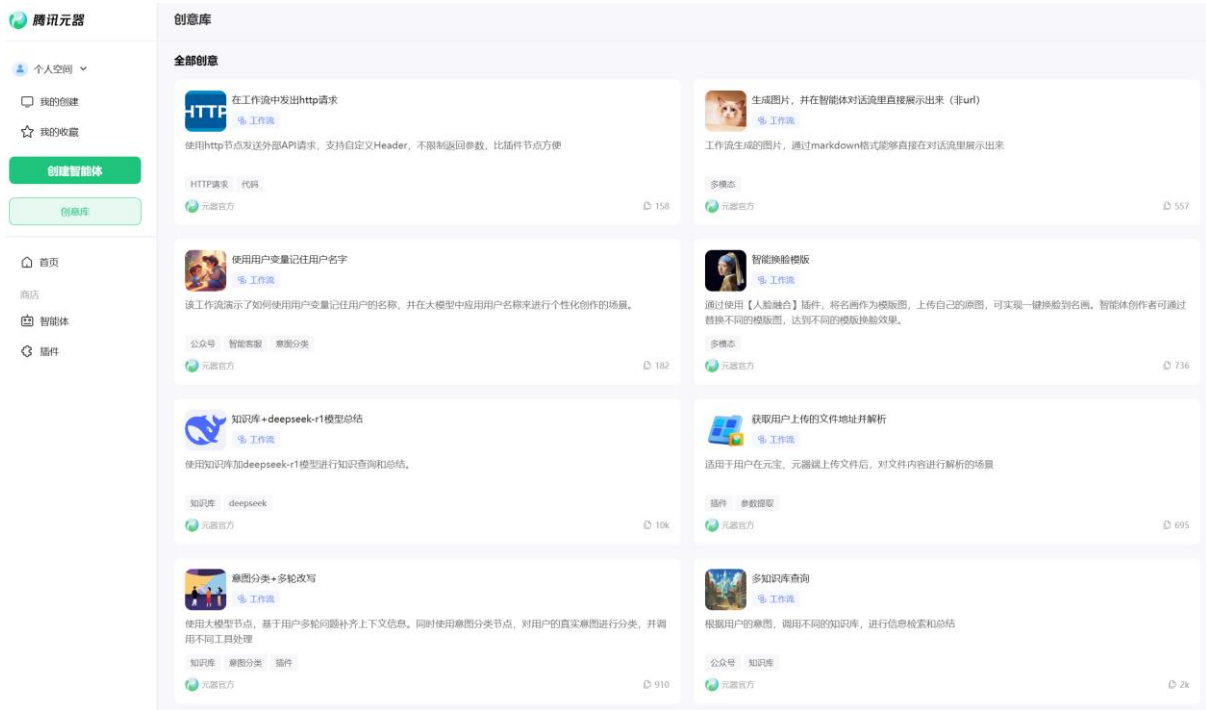 腾讯元器
个人空间
我的创建
我的收藏
创建智能体
创意库
首页
商店
智能体
插件
创意库
全部创意
HTTP
在工作流中发出http请求
工作流
使用http节点发送外部API请求，支持自定义Header，不限制返回参数，比插件节点方便
HTTP请求 代码
元器官方 158
生成图片，并在智能体对话流里直接展示出来（非url）
工作流
工作流生成的图片，通过markdown格式能够直接在对话流里展示出来
多模态
元器官方 557
使用用户变量记住用户名字
工作流
该工作流演示了如何使用用户变量记住用户的名称，并在大模型中应用用户名称来进行个性化创作的场景。
公众号 智能客服 意图分类
元器官方 182
智能换脸模版
工作流
通过使用【人脸融合】插件，将名画作为模版图，上传自己的原图，可实现一键换脸到名画。智能体创作者可通过
替换不同的模版图，达到不同的模版换脸效果。
多模态
元器官方 736
知识库+deepseek-r1模型总结
工作流
使用知识库加deepseek-r1模型进行知识查询和总结。
知识库 deepseek
元器官方 10k
获取用户上传的文件地址并解析
工作流
适用于用户在元宝，元器端上传文件后，对文件内容进行解析的场景
插件 参数提取
元器官方 695
意图分类+多轮改写
工作流
使用大模型节点，基于用户多轮问题补齐上下文信息。同时使用意图分类节点，对用户的真实意图进行分类，并调
用不同工具处理
知识库 意图分类 插件
元器官方 910
多知识库查询
工作流
根据用户的意图，调用不同的知识库，进行信息检索和总结
公众号 知识库
元器官方 2k